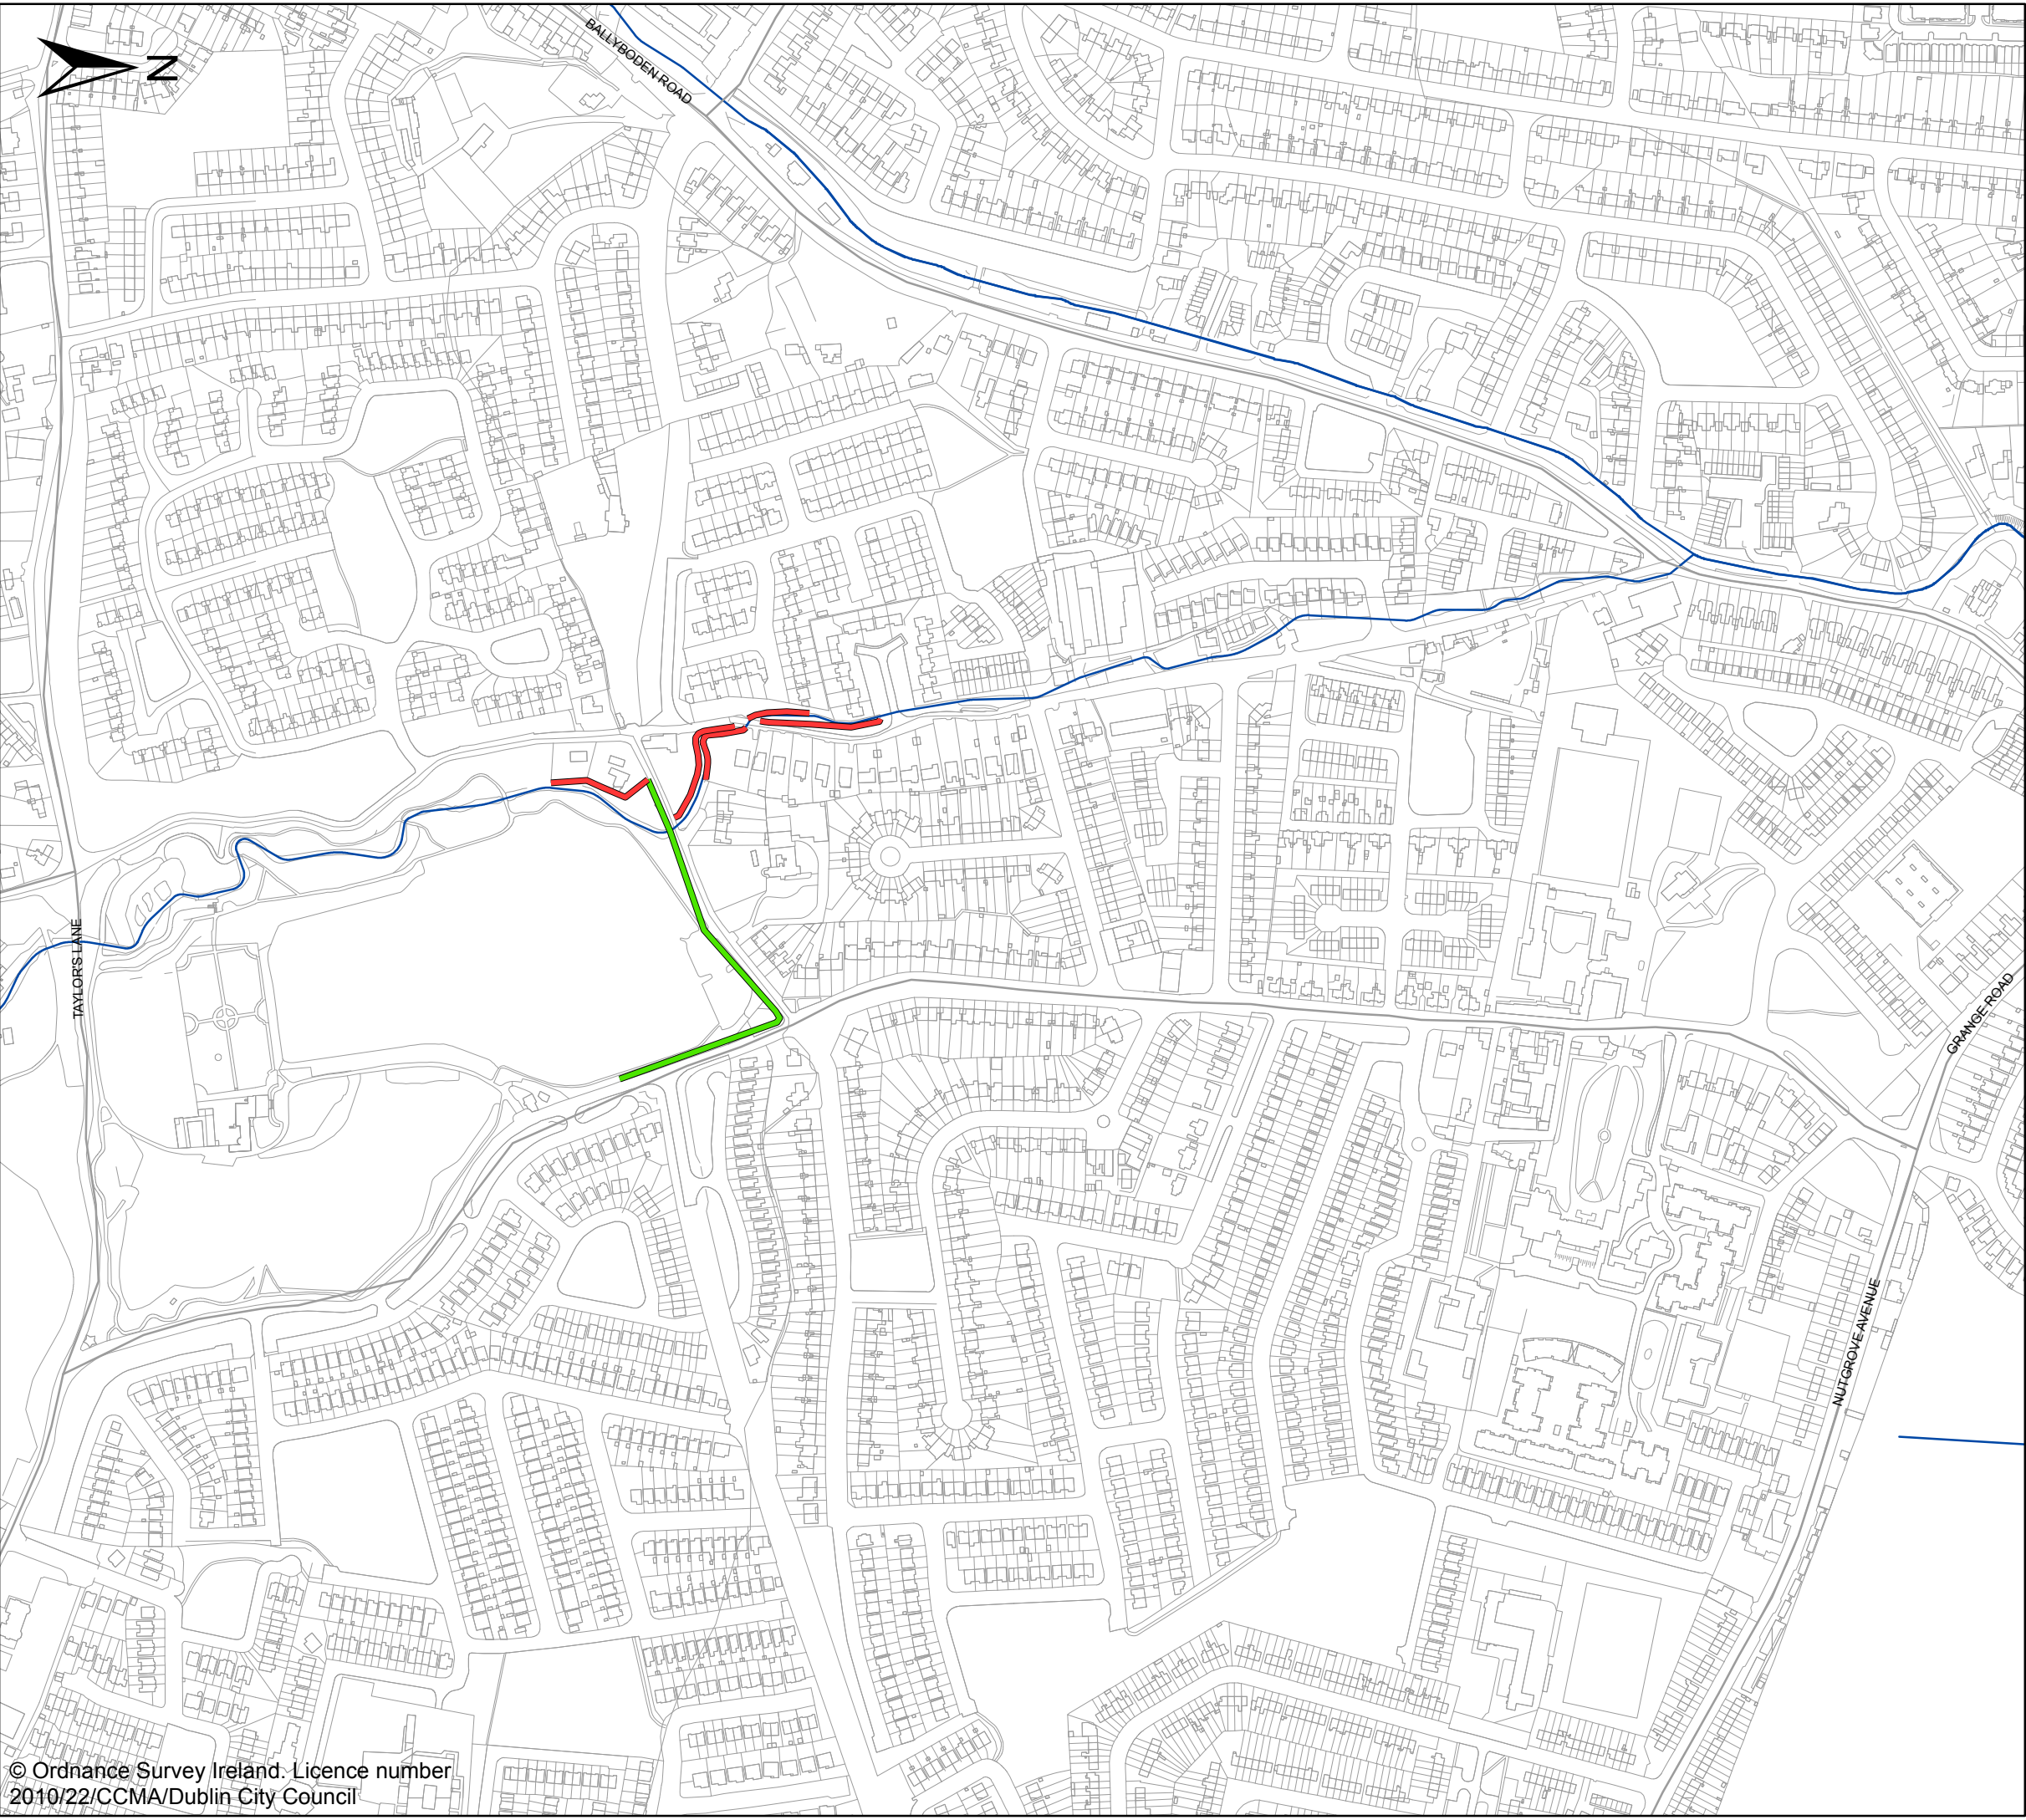 BALLYBODEN ROAD
N
TAYLOR'S LANE
GRANGE ROAD
NUTGROVE AVENUE
© Ordnance Survey Ireland. Licence number
2010/22/CCMA/Dublin City Council